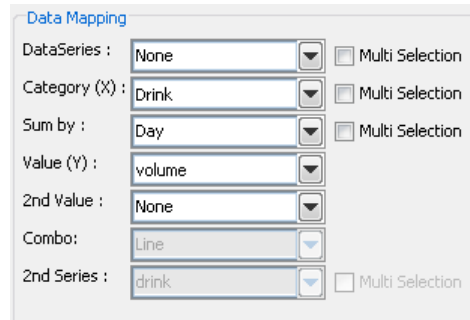 Data Mapping
DataSeries : None Multi Selection
Category (X) : Drink Multi Selection
Sum by : Day Multi Selection
Value (Y) : volume
2nd Value : None
Combo: Line
2nd Series : drink Multi Selection